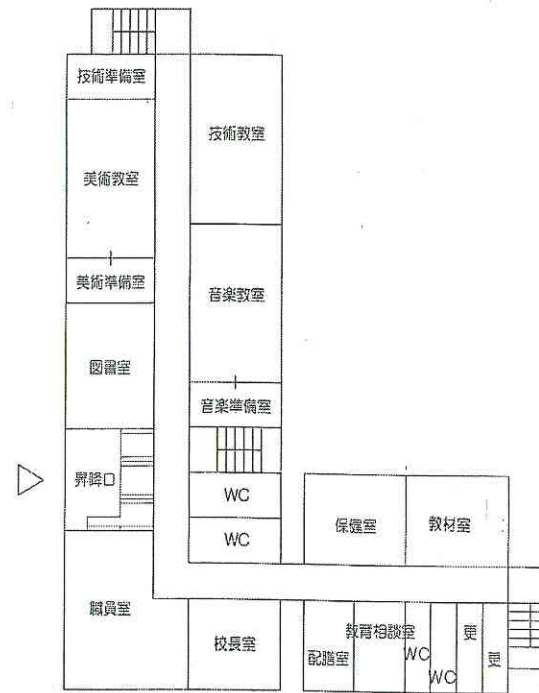 技術準備室
技術教室
美術教室
美術準備室
音楽教室
図書室
音楽準備室
昇降口
WC
WC
保健室
教材室
職員室
校長室
配膳室
教育相談室
WC
WC
更
更